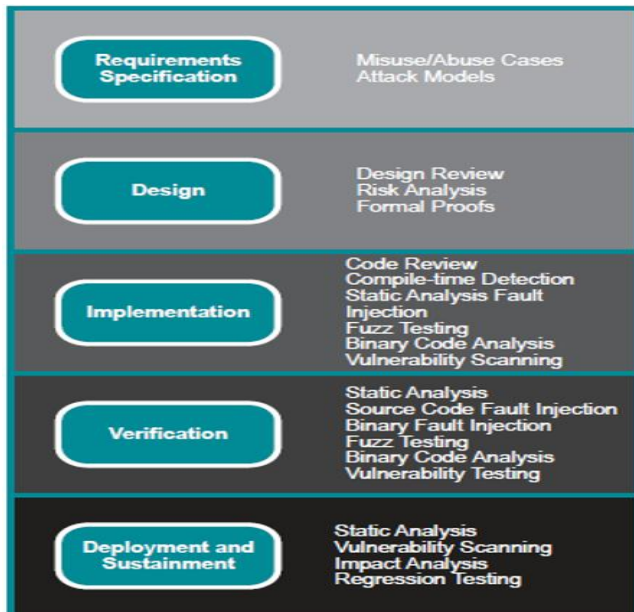 Requirements
Specification
Misuse/Abuse Cases
Attack Models
Design
Design Review
Risk Analysis
Formal Proofs
Implementation
Code Review
Compile-time Detection
Static Analysis Fault
Injection
Fuzz Testing
Binary Code Analysis
Vulnerability Scanning
Verification
Static Analysis
Source Code Fault Injection
Binary Fault Injection
Fuzz Testing
Binary Code Analysis
Vulnerability Testing
Deployment and
Sustainment
Static Analysis
Vulnerability Scanning
Impact Analysis
Regression Testing